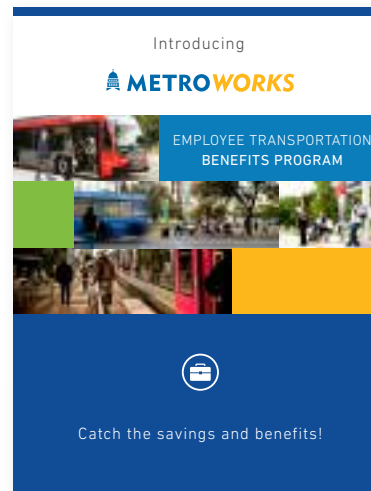 Introducing
METROWORKS
EMPLOYEE TRANSPORTATION
BENEFITS PROGRAM
Catch the savings and benefits!